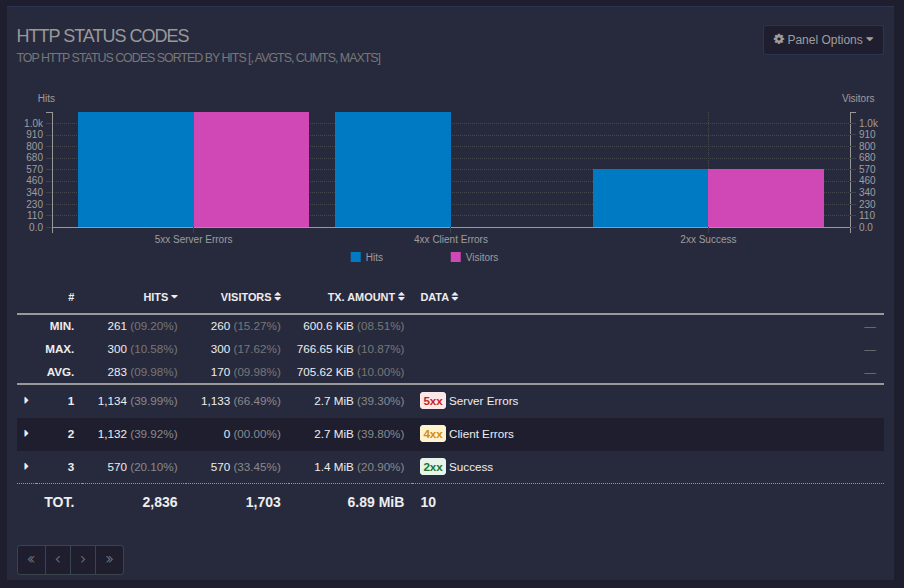 HTTP STATUS CODES
Panel Options
TOP HTTP STATUS CODES SORTED BY HITS [, AVGTS, CUMTS, MAXTS]
Hits Visitors
1.0k 1.0k
910 910
800 800
680 680
570 570
460 460
340 340
230 230
110 110
0.0 0.0
5xx Server Errors 4xx Client Errors 2xx Success
Hits Visitors
# HITS VISITORS TX. AMOUNT DATA
MIN. 261 (09.20%) 260 (15.27%) 600.6 KiB (08.51%) —
MAX. 300 (10.58%) 300 (17.62%) 766.65 KiB (10.87%) —
AVG. 283 (09.98%) 170 (09.98%) 705.62 KiB (10.00%) —
1 1,134 (39.99%) 1,133 (66.49%) 2.7 MiB (39.30%) 5xx Server Errors
2 1,132 (39.92%) 0 (00.00%) 2.7 MiB (39.80%) 4xx Client Errors
3 570 (20.10%) 570 (33.45%) 1.4 MiB (20.90%) 2xx Success
TOT. 2,836 1,703 6.89 MiB 10
« ‹ › »